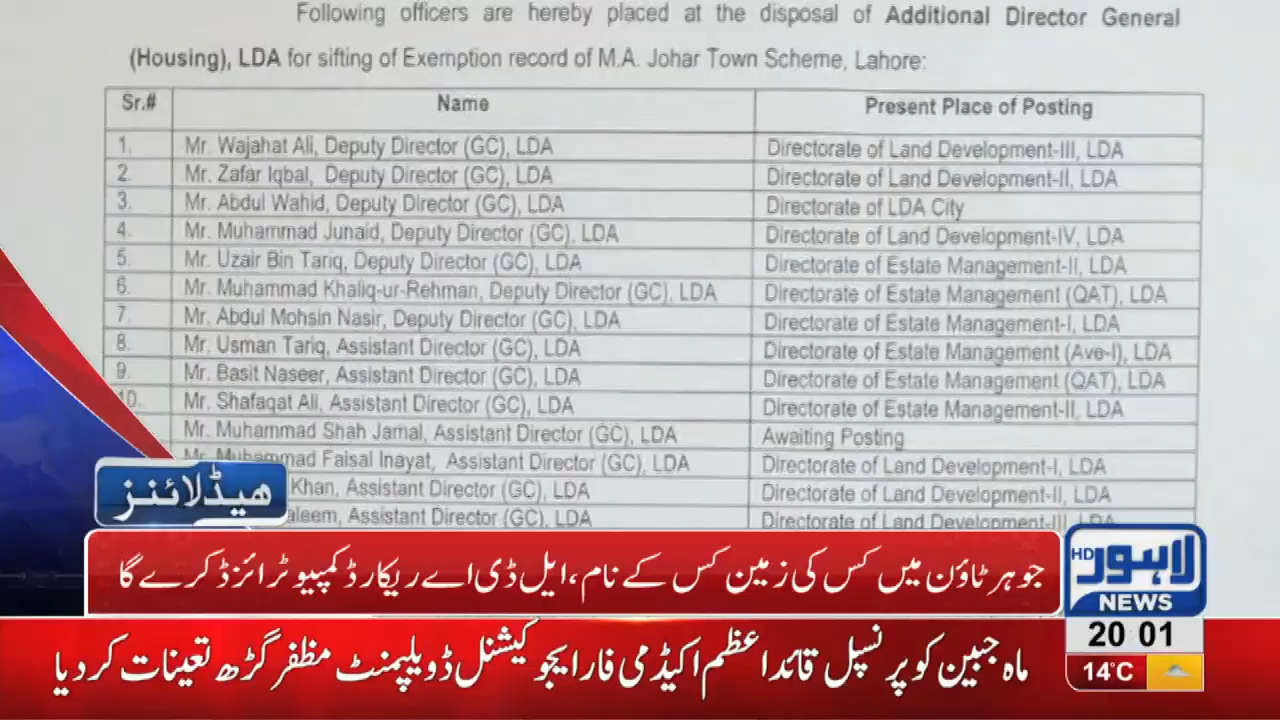 Following officers are hereby placed at the disposal of Additional Director General
(Housing), LDA for sifting of Exemption record of M.A. Johar Town Scheme, Lahore:
Sr.# Name Present Place of Posting
1. Mr. Wajahat Ali, Deputy Director (GC), LDA Directorate of Land Development-III, LDA
2. Mr. Zafar Iqbal, Deputy Director (GC), LDA Directorate of Land Development-II, LDA
3. Mr. Abdul Wahid, Deputy Director (GC), LDA Directorate of LDA City
4. Mr. Muhammad Junaid, Deputy Director (GC), LDA Directorate of Land Development-IV, LDA
5. Mr. Uzair Bin Tariq, Deputy Director (GC), LDA Directorate of Estate Management-II, LDA
6. Mr. Muhammad Khaliq-ur-Rehman, Deputy Director (GC), LDA Directorate of Estate Management (QAT), LDA
7. Mr. Abdul Mohsin Nasir, Deputy Director (GC), LDA Directorate of Estate Management-I, LDA
8. Mr. Usman Tariq, Assistant Director (GC), LDA Directorate of Estate Management (Ave-I), LDA
9. Mr. Basit Naseer, Assistant Director (GC), LDA Directorate of Estate Management (QAT), LDA
10. Mr. Shafaqat Ali, Assistant Director (GC), LDA Directorate of Estate Management-II, LDA
Mr. Muhammad Shah Jamal, Assistant Director (GC), LDA Awaiting Posting
Mr. Muhammad Faisal Inayat, Assistant Director (GC), LDA Directorate of Land Development-I, LDA
Khan, Assistant Director (GC), LDA Directorate of Land Development-II, LDA
aleem, Assistant Director (GC), LDA Directorate of Land Development-III, LDA
ہیڈلائنز
جوہر ٹاؤن میں کس کی زمین کس کے نام، ایل ڈی اے ریکارڈ کمپیوٹرائزڈ کرے گا
لاہور HD
NEWS
20 01
14°C
ماہ جبین کو پرنسپل قائداعظم اکیڈمی فار ایجوکیشنل ڈویلپمنٹ مظفر گڑھ تعینات کر دیا